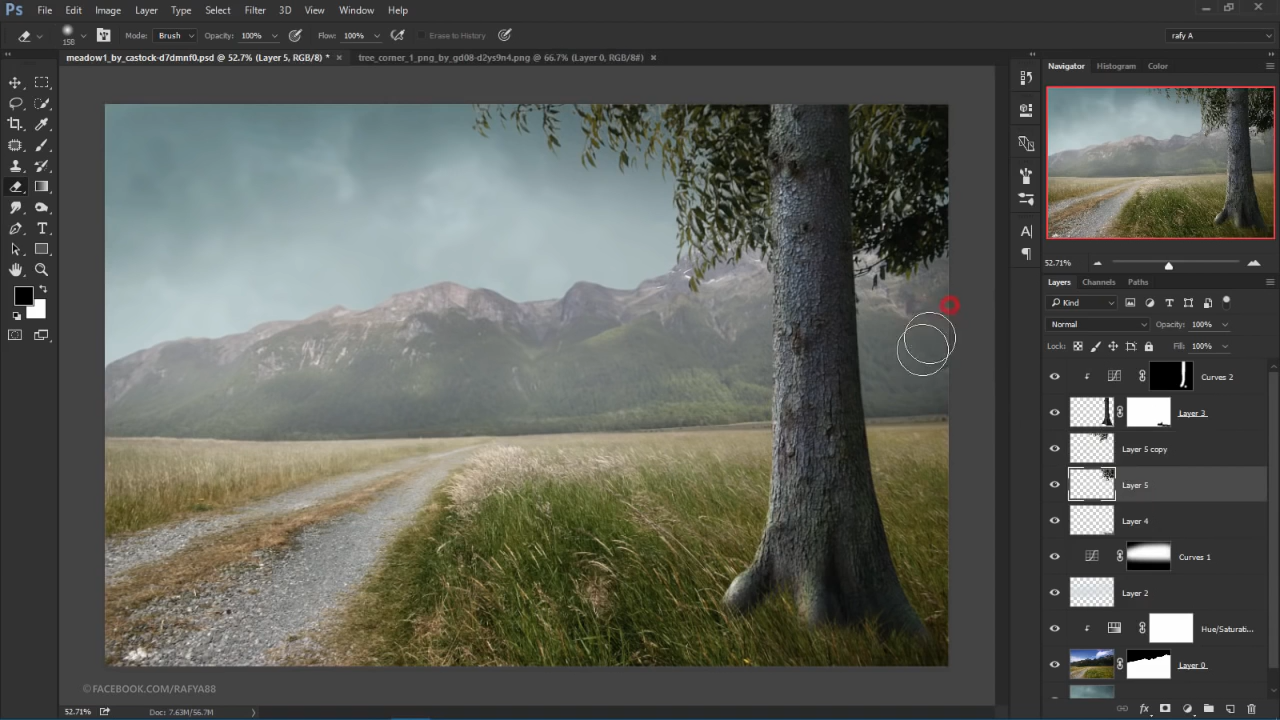 Ps File Edit Image Layer Type Select Filter 3D View Window Help
158 Mode: Brush Opacity: 100% Flow: 100% Erase to History rafy A
meadow1_by_castock-d7dmnf0.psd @ 52.7% (Layer 5, RGB/8) * × tree_corner_1_png_by_gd08-d2ys9n4.png @ 66.7% (Layer 0, RGB/8#) ×
Navigator Histogram Color
52.71%
Layers Channels Paths
Kind
Normal Opacity: 100%
Lock: Fill: 100%
Curves 2
Layer 3
Layer 5 copy
Layer 5
Layer 4
Curves 1
Layer 2
Hue/Saturati...
Layer 0
©FACEBOOK.COM/RAFYA88
52.71% Doc: 7.63M/56.7M